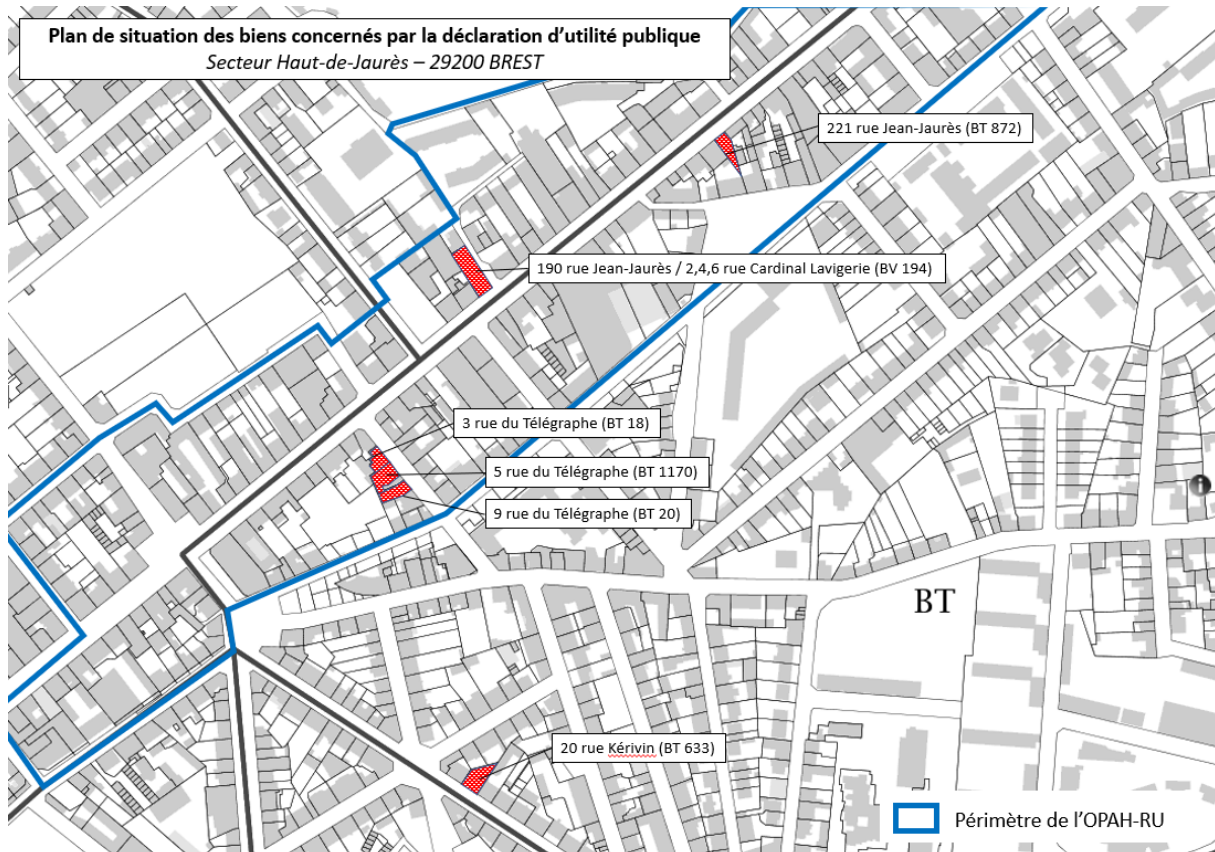 Plan de situation des biens concernés par la déclaration d'utilité publique
Secteur Haut-de-Jaurès – 29200 BREST
221 rue Jean-Jaurès (BT 872)
190 rue Jean-Jaurès / 2,4,6 rue Cardinal Lavigerie (BV 194)
3 rue du Télégraphe (BT 18)
5 rue du Télégraphe (BT 1170)
9 rue du Télégraphe (BT 20)
i
BT
20 rue Kérivin (BT 633)
Périmètre de l'OPAH-RU